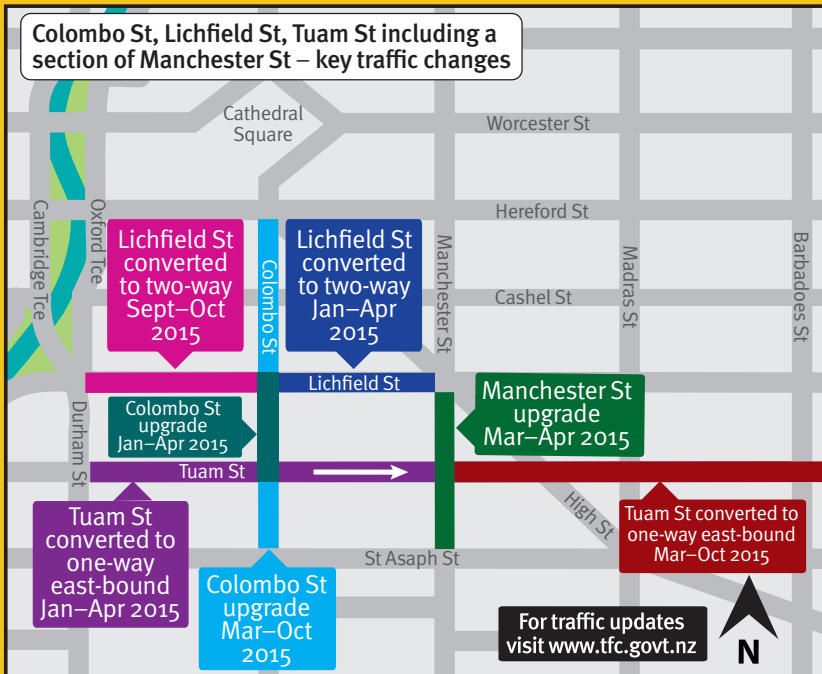 Colombo St, Lichfield St, Tuam St including a
section of Manchester St – key traffic changes
Cathedral
Square
Worcester St
Hereford St
Cambridge Tce
Oxford Tce
Lichfield St
converted
to two-way
Sept–Oct
2015
Colombo St
Lichfield St
converted
to two-way
Jan–Apr
2015
Manchester St
Cashel St
Madras St
Barbadoes St
Lichfield St
Durham St
Colombo St
upgrade
Jan–Apr 2015
Manchester St
upgrade
Mar–Apr 2015
Tuam St
Tuam St
converted to
one-way
east-bound
Jan–Apr 2015
High St
Tuam St converted to
one-way east-bound
Mar–Oct 2015
St Asaph St
Colombo St
upgrade
Mar–Oct
2015
For traffic updates
visit www.tfc.govt.nz
N